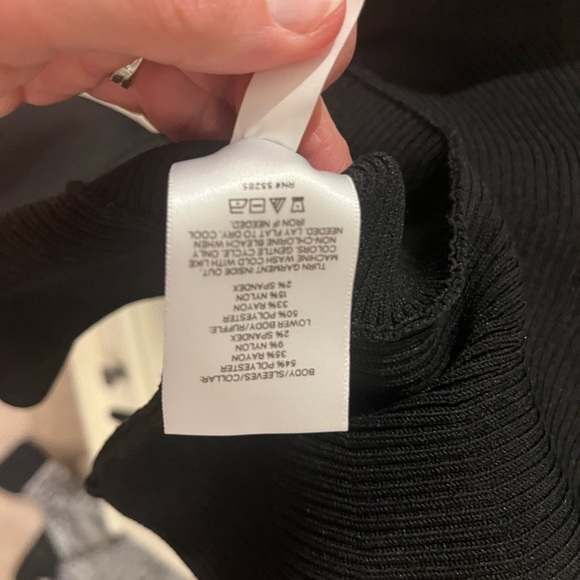 BODY/SLEEVES/COLLAR:
54% POLYESTER
35% RAYON
9% NYLON
2% SPANDEX
LOWER BODY/RUFFLE:
50% POLYESTER
33% RAYON
15% NYLON
2% SPANDEX
TURN GARMENT INSIDE OUT.
MACHINE WASH COLD WITH LIKE
COLORS, GENTLE CYCLE, ONLY
NON-CHLORINE BLEACH WHEN
NEEDED. LAY FLAT TO DRY. COOL
IRON IF NEEDED.
RN# 55285